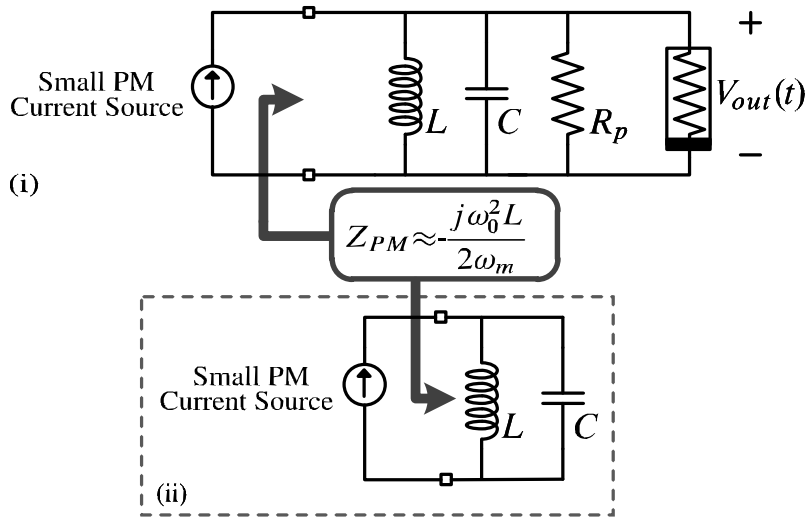 +
Small PM
Current Source
L
C
R_p
V_out(t)
−
(i)
Z_PM ≈ -jω_0^2 L / 2ω_m
Small PM
Current Source
L
C
(ii)